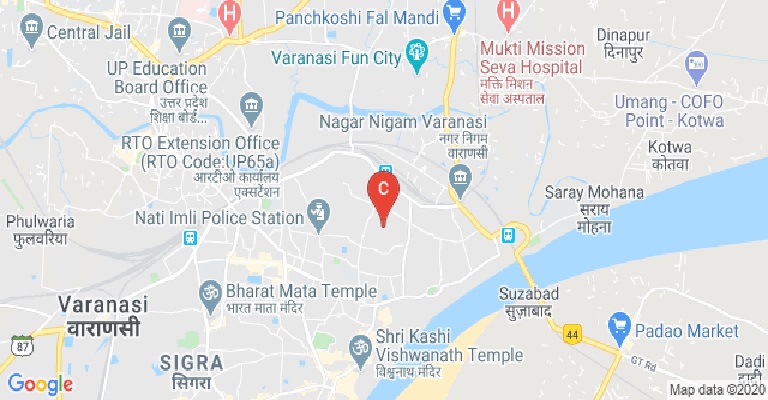 Central Jail
H
Panchkoshi Fal Mandi
H
Dinapur
दिनापुर
Varanasi Fun City
Mukti Mission
Seva Hospital
मक्ति मिशन
सेवा अस्पताल
UP Education
Board Office
उत्तर प्रदेश
शिक्षा बोर्ड...
Umang - COFO
Point - Kotwa
Nagar Nigam Varanasi
नगर निगम
वाराणसी
RTO Extension Office
(RTO Code:UP65a)
आरटीओ कार्यालय
एक्सटेंशन
Kotwa
कोतवा
C
Saray Mohana
सराय
मोहना
Phulwaria
फुलवरिया
Nati Imli Police Station
Bharat Mata Temple
भारत माता मंदिर
Suzabad
सुज़ाबाद
Varanasi
वाराणसी
87
44
Padao Market
GT Rd
Shri Kashi
Vishwanath Temple
विश्वनाथ मंदिर
SIGRA
सिगरा
Dadi
Google
Map data ©2020